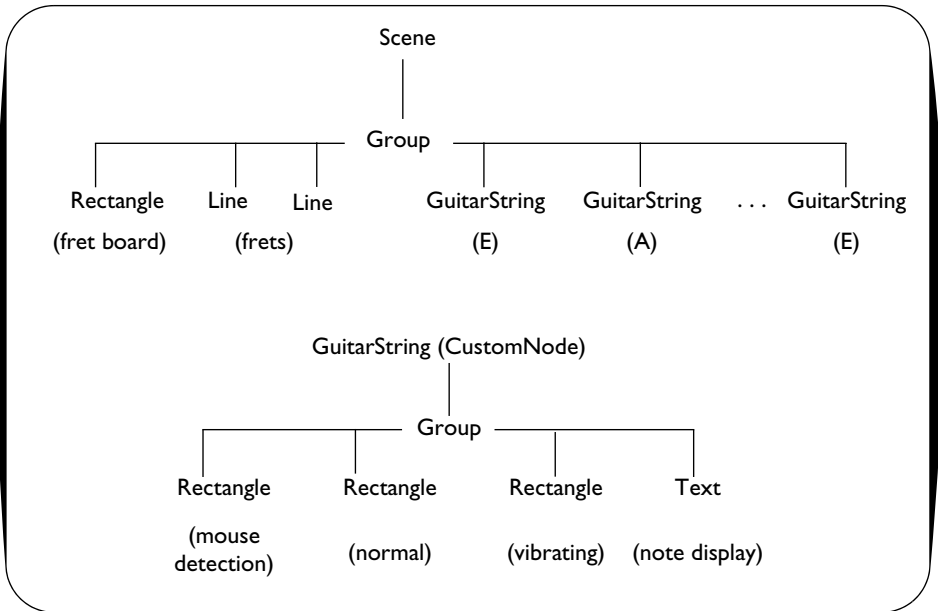 Scene
Group
Rectangle Line Line GuitarString GuitarString . . . GuitarString
(fret board) (frets) (E) (A) (E)
GuitarString (CustomNode)
Group
Rectangle Rectangle Rectangle Text
(mouse
detection) (normal) (vibrating) (note display)